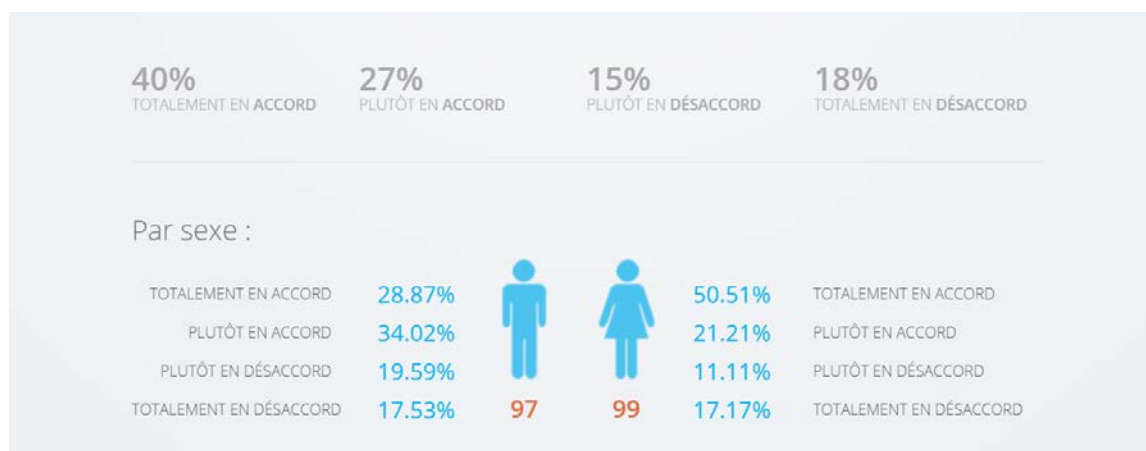 40% 27% 15% 18%
TOTALEMENT EN ACCORD PLUTÔT EN ACCORD PLUTÔT EN DÉSACCORD TOTALEMENT EN DÉSACCORD
Par sexe :
TOTALEMENT EN ACCORD 28.87% 50.51% TOTALEMENT EN ACCORD
PLUTÔT EN ACCORD 34.02% 21.21% PLUTÔT EN ACCORD
PLUTÔT EN DÉSACCORD 19.59% 11.11% PLUTÔT EN DÉSACCORD
TOTALEMENT EN DÉSACCORD 17.53% 97 99 17.17% TOTALEMENT EN DÉSACCORD